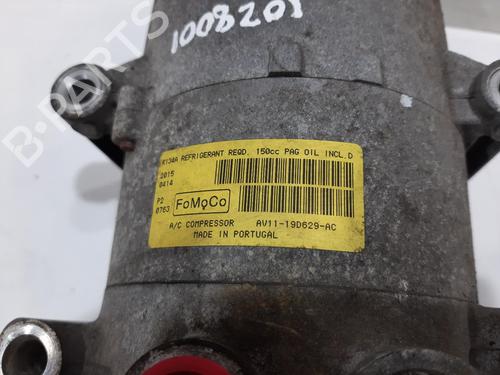 1008201
R134A REFRIGERANT REQD. 150cc PAG OIL INCL.D
2015
0414
P2
0763
FoMoCo
A/C COMPRESSOR AV11-19D629-AC
MADE IN PORTUGAL
B-PARTS